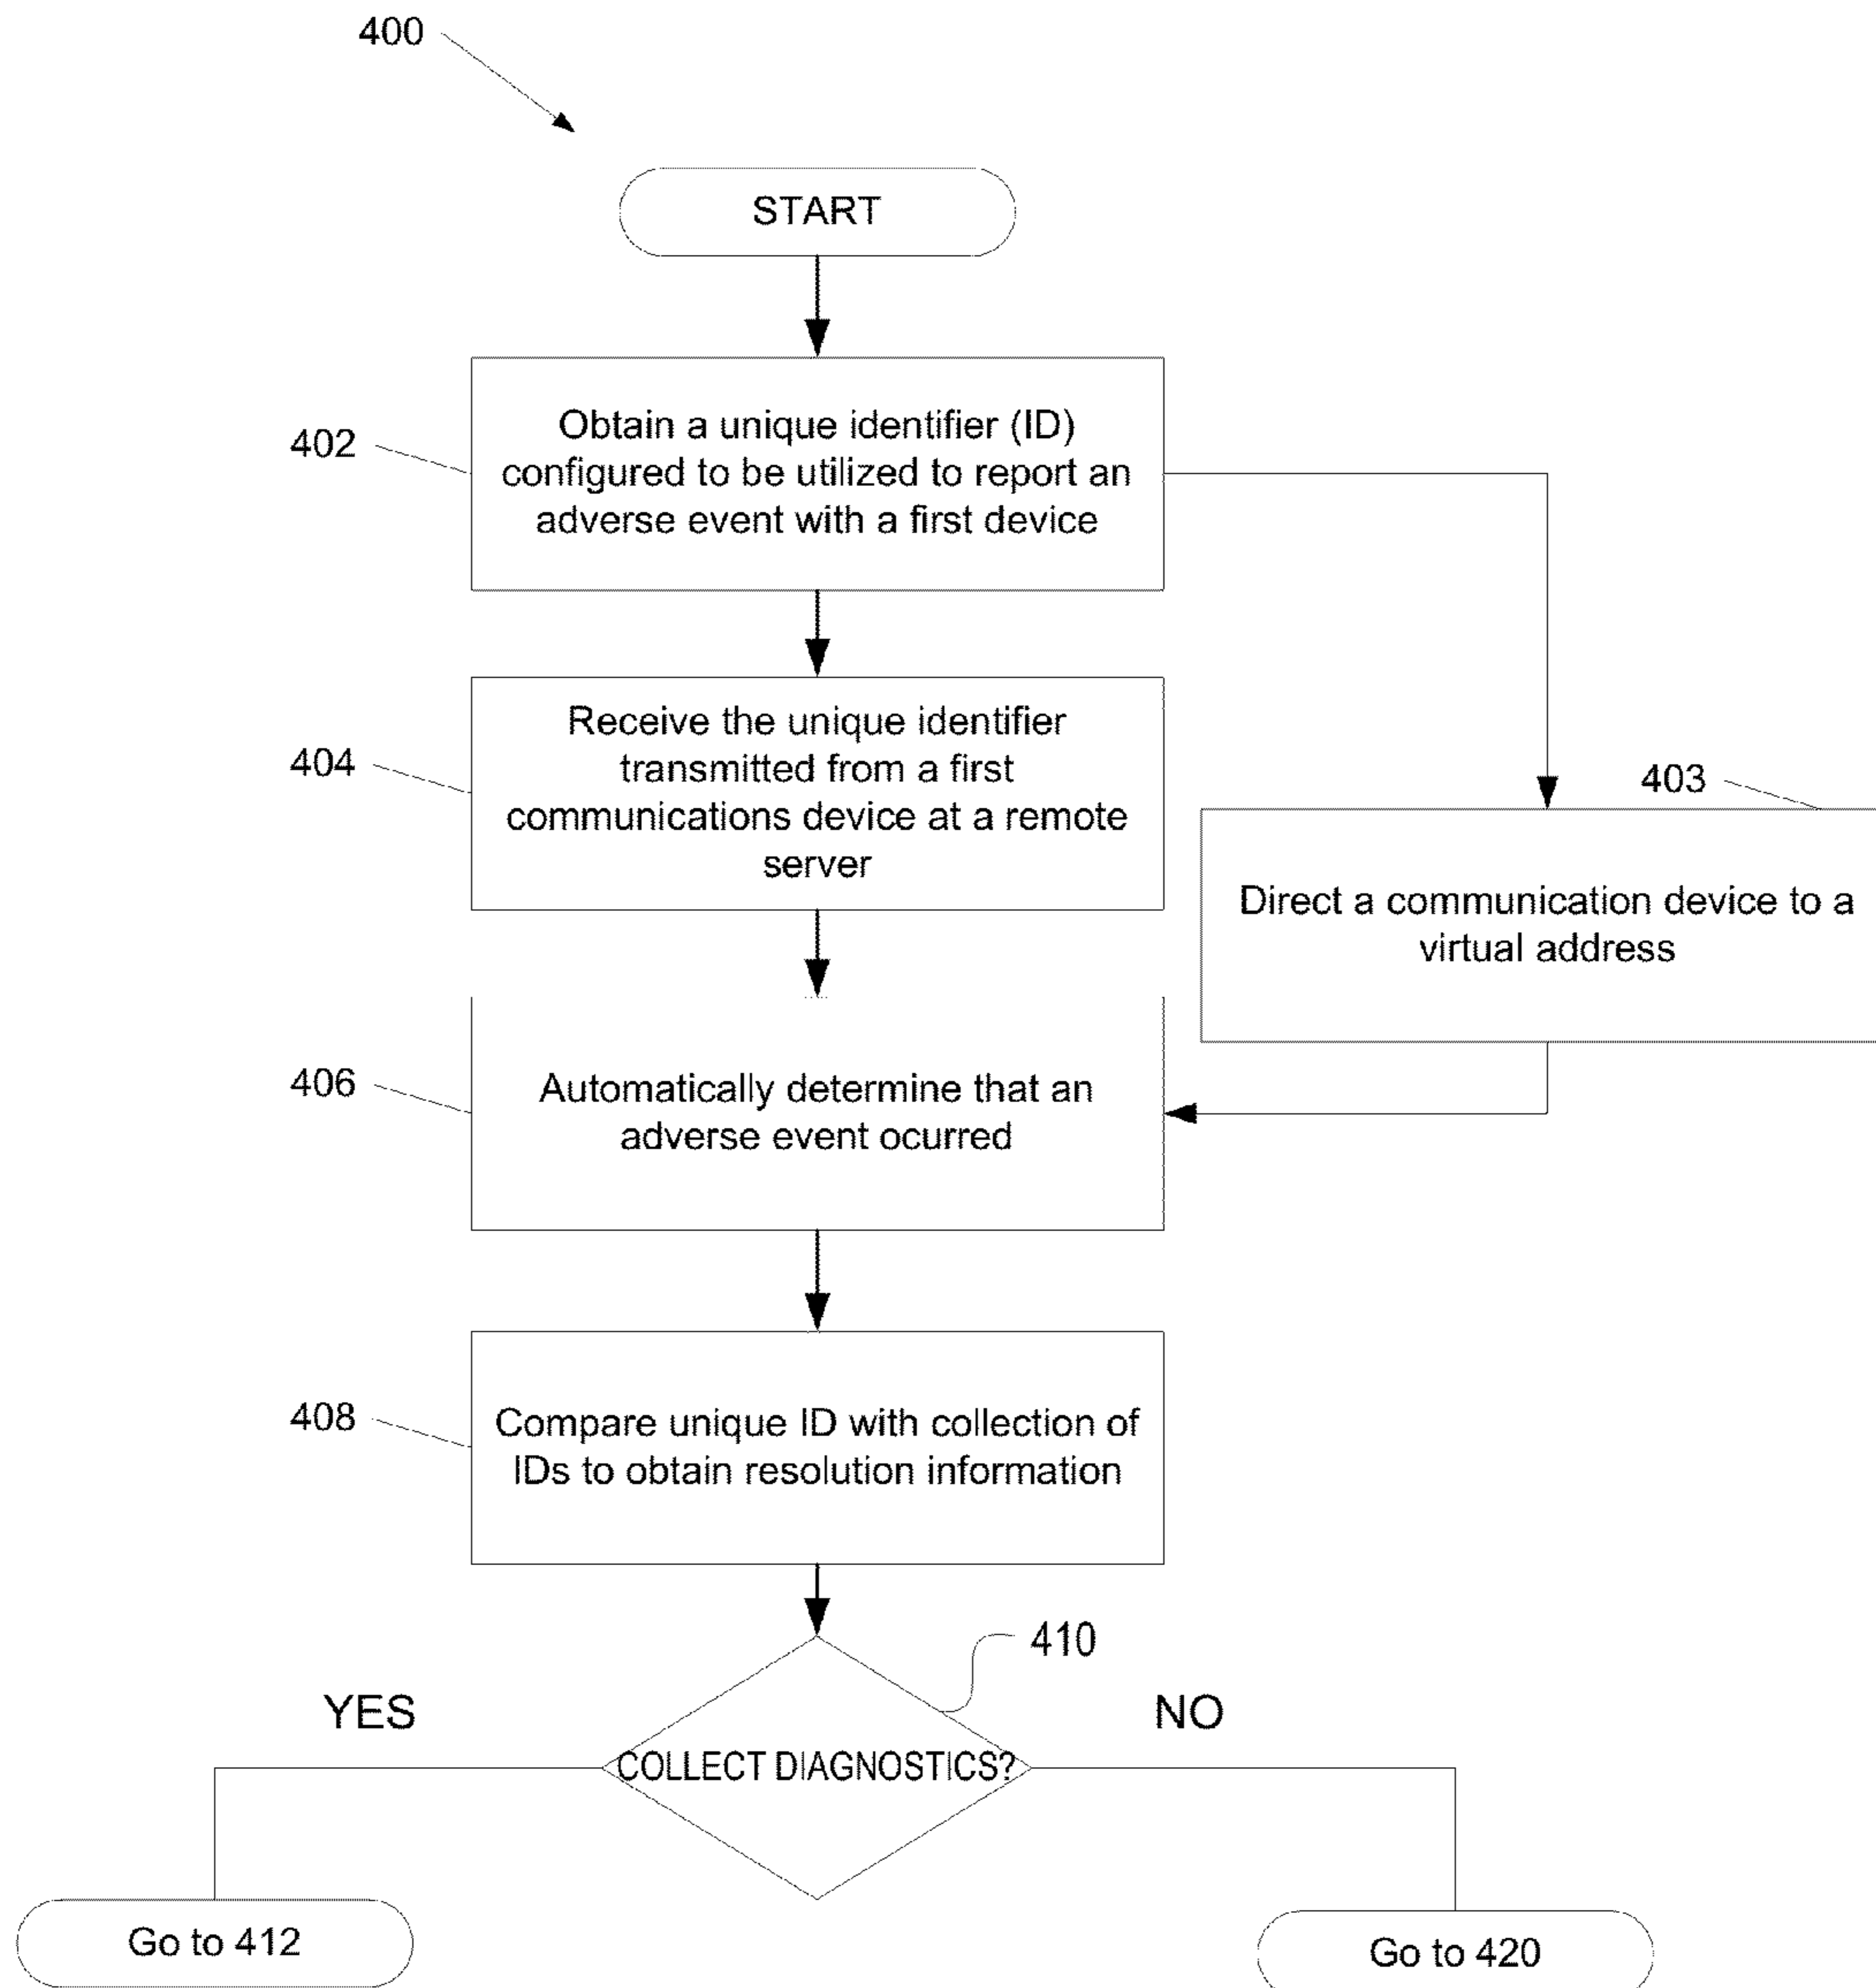 400
START
402
Obtain a unique identifier (ID)
configured to be utilized to report an
adverse event with a first device
404
Receive the unique identifier
transmitted from a first
communications device at a remote
server
403
Direct a communication device to a
virtual address
406
Automatically determine that an
adverse event ocurred
408
Compare unique ID with collection of
IDs to obtain resolution information
410
YES
NO
COLLECT DIAGNOSTICS?
Go to 412
Go to 420